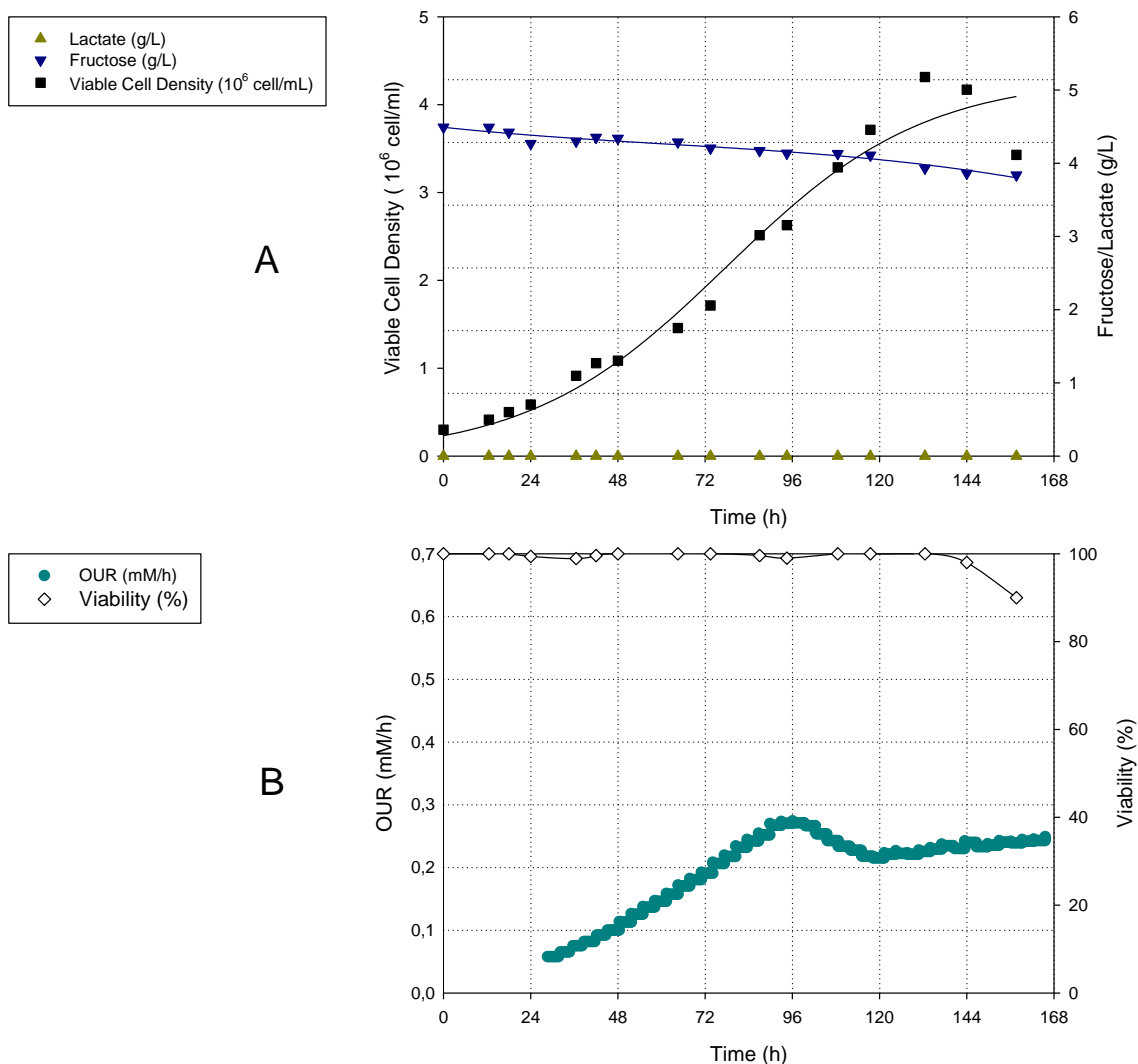 Lactate (g/L)
Fructose (g/L)
Viable Cell Density (10⁶ cell/mL)
A
Viable Cell Density ( 10⁶ cell/ml)
5
4
3
2
1
0
Fructose/Lactate (g/L)
6
5
4
3
2
1
0
0 24 48 72 96 120 144 168
Time (h)
OUR (mM/h)
Viability (%)
B
OUR (mM/h)
0,7
0,6
0,5
0,4
0,3
0,2
0,1
0,0
Viability (%)
100
80
60
40
20
0
0 24 48 72 96 120 144 168
Time (h)